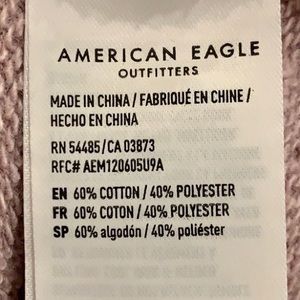 AMERICAN EAGLE
OUTFITTERS
MADE IN CHINA / FABRIQUÉ EN CHINE /
HECHO EN CHINA
RN 54485/CA 03873
RFC# AEM120605U9A
EN 60% COTTON / 40% POLYESTER
FR 60% COTON / 40% POLYESTER
SP 60% algodón / 40% poliéster